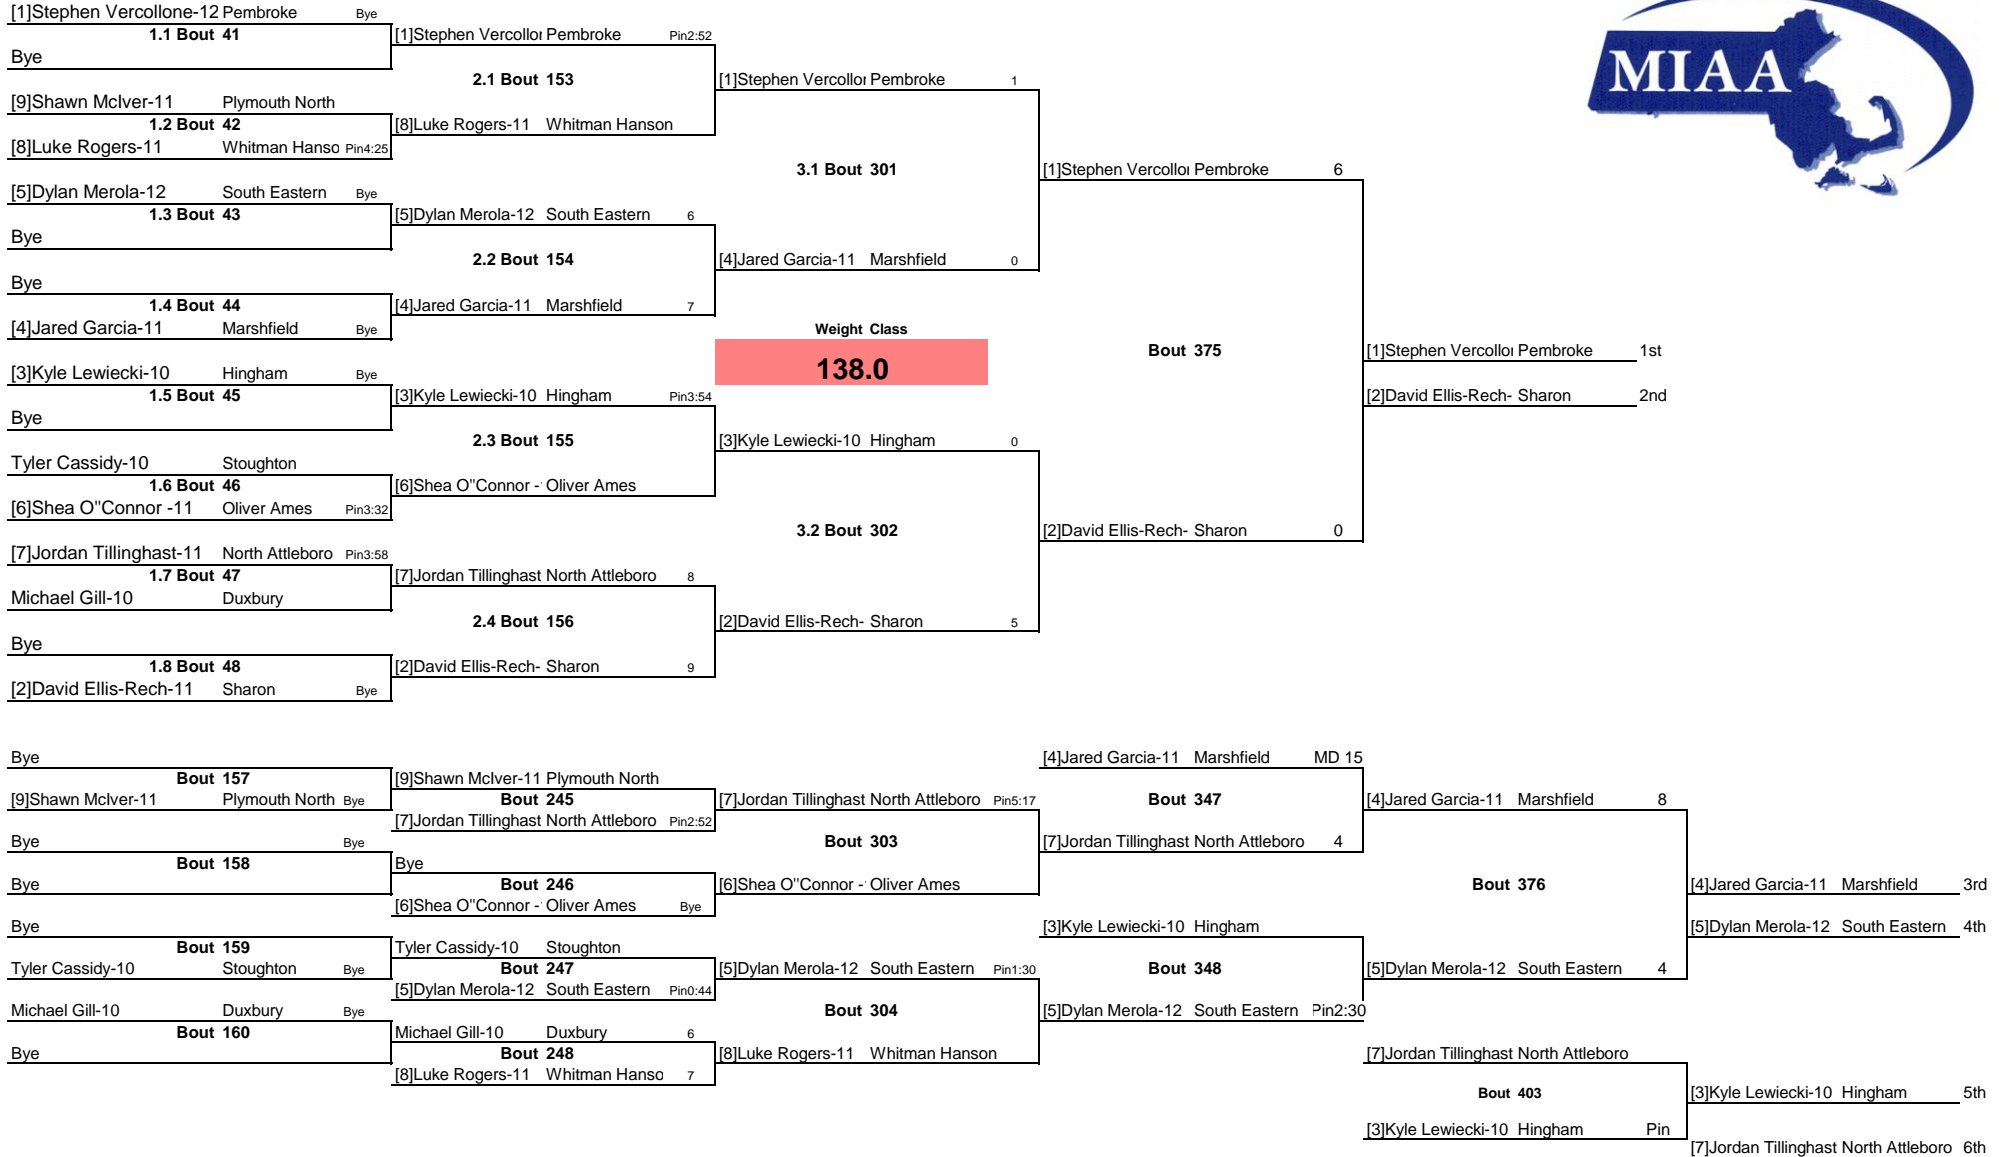 [1]Stephen Vercollone-12 Pembroke Bye
1.1 Bout 41
Bye
[9]Shawn McIver-11 Plymouth North
1.2 Bout 42
[8]Luke Rogers-11 Whitman Hanso Pin4:25
[5]Dylan Merola-12 South Eastern Bye
1.3 Bout 43
Bye
Bye
1.4 Bout 44
[4]Jared Garcia-11 Marshfield Bye
[3]Kyle Lewiecki-10 Hingham Bye
1.5 Bout 45
Bye
Tyler Cassidy-10 Stoughton
1.6 Bout 46
[6]Shea O"Connor -11 Oliver Ames Pin3:32
[7]Jordan Tillinghast-11 North Attleboro Pin3:58
1.7 Bout 47
Michael Gill-10 Duxbury
Bye
1.8 Bout 48
[2]David Ellis-Rech-11 Sharon Bye
[1]Stephen Vercollor Pembroke Pin2:52
2.1 Bout 153
[8]Luke Rogers-11 Whitman Hanson
[5]Dylan Merola-12 South Eastern 6
2.2 Bout 154
[4]Jared Garcia-11 Marshfield 7
[3]Kyle Lewiecki-10 Hingham Pin3:54
2.3 Bout 155
[6]Shea O"Connor - Oliver Ames
[7]Jordan Tillinghast North Attleboro 8
2.4 Bout 156
[2]David Ellis-Rech- Sharon 9
[1]Stephen Vercollor Pembroke 1
3.1 Bout 301
[4]Jared Garcia-11 Marshfield 0
Weight Class
138.0
[3]Kyle Lewiecki-10 Hingham 0
3.2 Bout 302
[2]David Ellis-Rech- Sharon 5
[1]Stephen Vercollor Pembroke 6
Bout 375
[2]David Ellis-Rech- Sharon 0
[1]Stephen Vercollor Pembroke 1st
[2]David Ellis-Rech- Sharon 2nd
MIAA
Bye
Bout 157
[9]Shawn McIver-11 Plymouth North Bye
Bye Bye
Bout 158
Bye
Bye
Bout 159
Tyler Cassidy-10 Stoughton Bye
Michael Gill-10 Duxbury Bye
Bout 160
Bye
[9]Shawn McIver-11 Plymouth North
Bout 245
[7]Jordan Tillinghast North Attleboro Pin2:52
Bye
Bout 246
[6]Shea O"Connor - Oliver Ames Bye
Tyler Cassidy-10 Stoughton
Bout 247
[5]Dylan Merola-12 South Eastern Pin0:44
Michael Gill-10 Duxbury 6
Bout 248
[8]Luke Rogers-11 Whitman Hanso 7
[7]Jordan Tillinghast North Attleboro Pin5:17
Bout 303
[6]Shea O"Connor - Oliver Ames
[5]Dylan Merola-12 South Eastern Pin1:30
Bout 304
[8]Luke Rogers-11 Whitman Hanson
[4]Jared Garcia-11 Marshfield MD 15
Bout 347
[7]Jordan Tillinghast North Attleboro 4
[3]Kyle Lewiecki-10 Hingham
Bout 348
[5]Dylan Merola-12 South Eastern Pin2:30
[4]Jared Garcia-11 Marshfield 8
Bout 376
[5]Dylan Merola-12 South Eastern 4
[4]Jared Garcia-11 Marshfield 3rd
[5]Dylan Merola-12 South Eastern 4th
[7]Jordan Tillinghast North Attleboro
Bout 403
[3]Kyle Lewiecki-10 Hingham Pin
[3]Kyle Lewiecki-10 Hingham 5th
[7]Jordan Tillinghast North Attleboro 6th